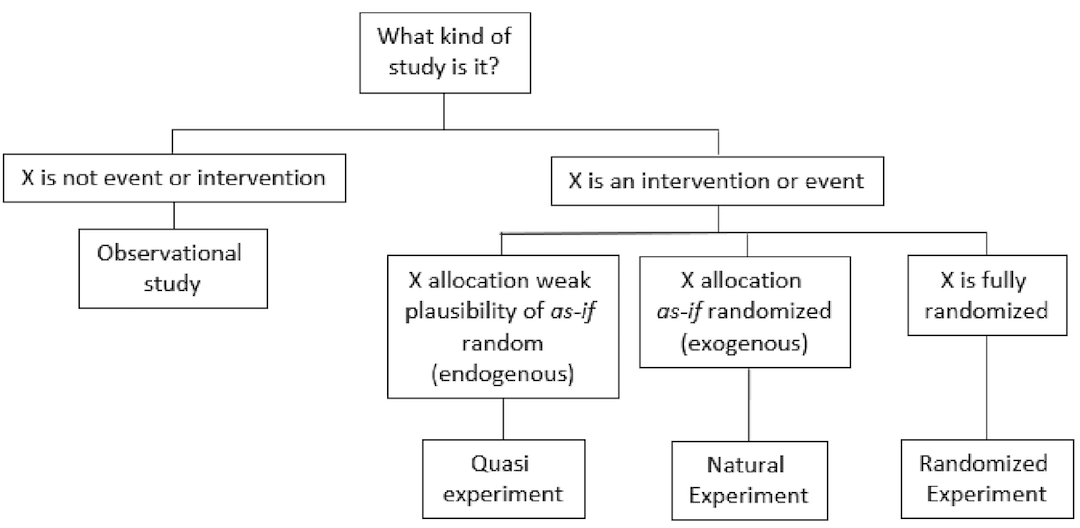 What kind of
study is it?
X is not event or intervention
X is an intervention or event
Observational
study
X allocation weak
plausibility of as-if
random
(endogenous)
X allocation
as-if randomized
(exogenous)
X is fully
randomized
Quasi
experiment
Natural
Experiment
Randomized
Experiment